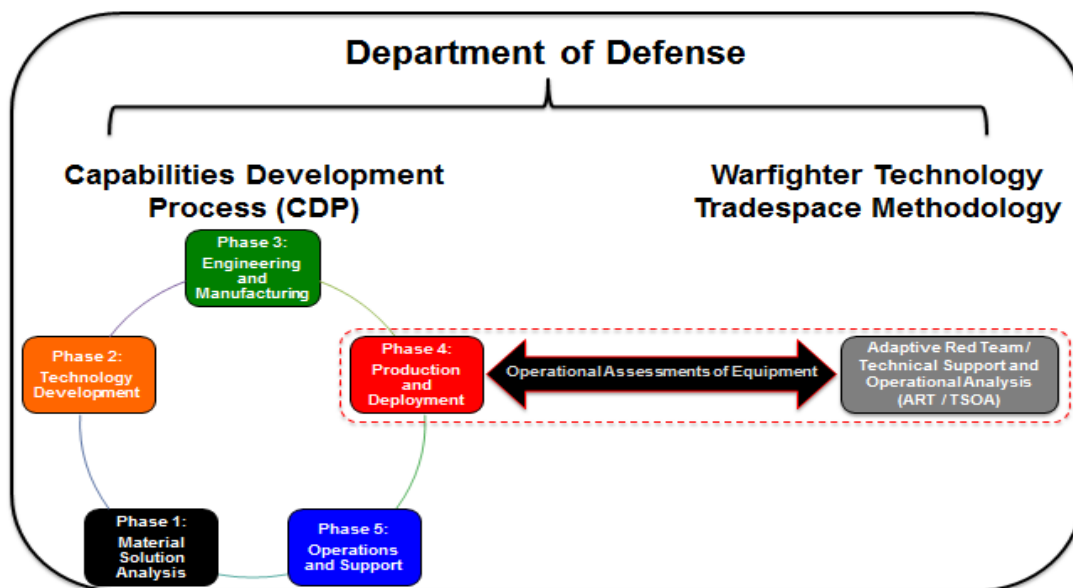 Department of Defense
Capabilities Development
Process (CDP)
Warfighter Technology
Tradespace Methodology
Phase 3:
Engineering
and
Manufacturing
Phase 2:
Technology
Development
Phase 4:
Production
and
Deployment
Operational Assessments of Equipment
Adaptive Red Team /
Technical Support and
Operational Analysis
(ART / TSOA)
Phase 1:
Material
Solution
Analysis
Phase 5:
Operations
and Support